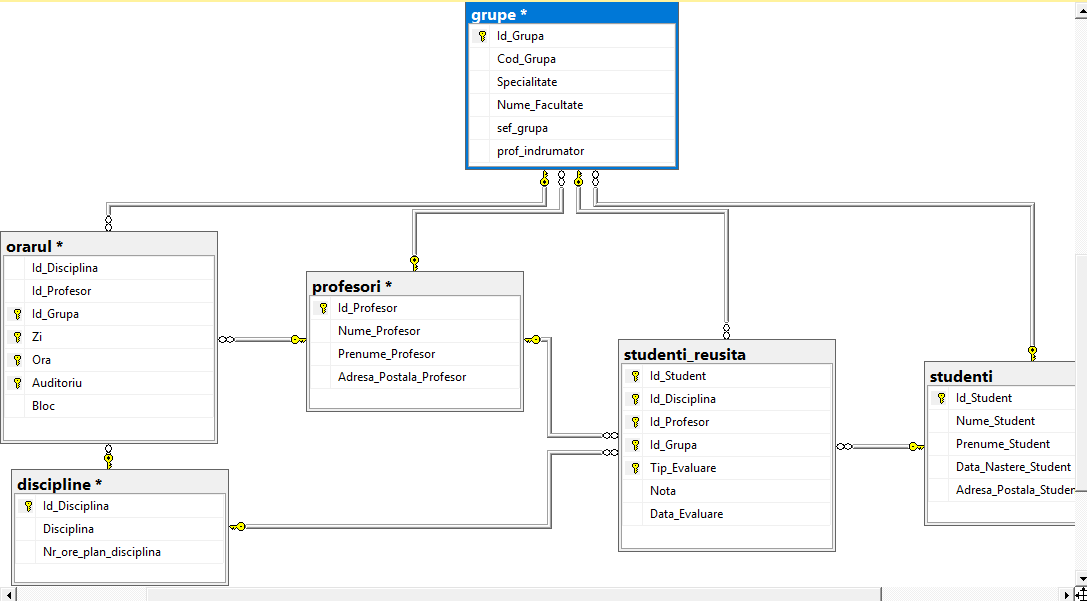 grupe *
Id_Grupa
Cod_Grupa
Specialitate
Nume_Facultate
sef_grupa
prof_indrumator
orarul *
Id_Disciplina
Id_Profesor
Id_Grupa
Zi
Ora
Auditoriu
Bloc
profesori *
Id_Profesor
Nume_Profesor
Prenume_Profesor
Adresa_Postala_Profesor
studenti_reusita
Id_Student
Id_Disciplina
Id_Profesor
Id_Grupa
Tip_Evaluare
Nota
Data_Evaluare
studenti
Id_Student
Nume_Student
Prenume_Student
Data_Nastere_Student
Adresa_Postala_Studen
discipline *
Id_Disciplina
Disciplina
Nr_ore_plan_disciplina